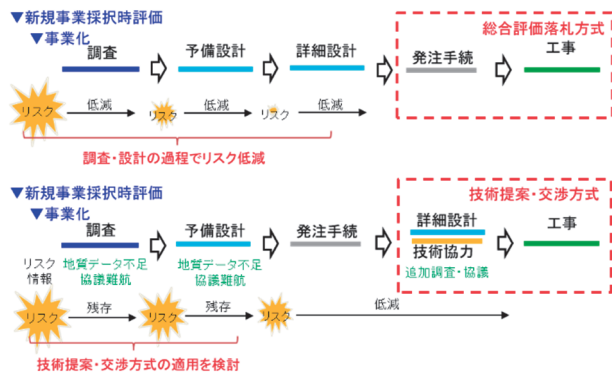 ▼新規事業採択時評価
▼事業化
総合評価落札方式
調査
予備設計
詳細設計
発注手続
工事
リスク
低減
リスク
低減
リスク
低減
調査・設計の過程でリスク低減
▼新規事業採択時評価
▼事業化
技術提案・交渉方式
調査
予備設計
発注手続
詳細設計
技術協力
工事
リスク
情報
地質データ不足
協議難航
地質データ不足
協議難航
追加調査・協議
リスク
残存
リスク
残存
リスク
低減
技術提案・交渉方式の適用を検討